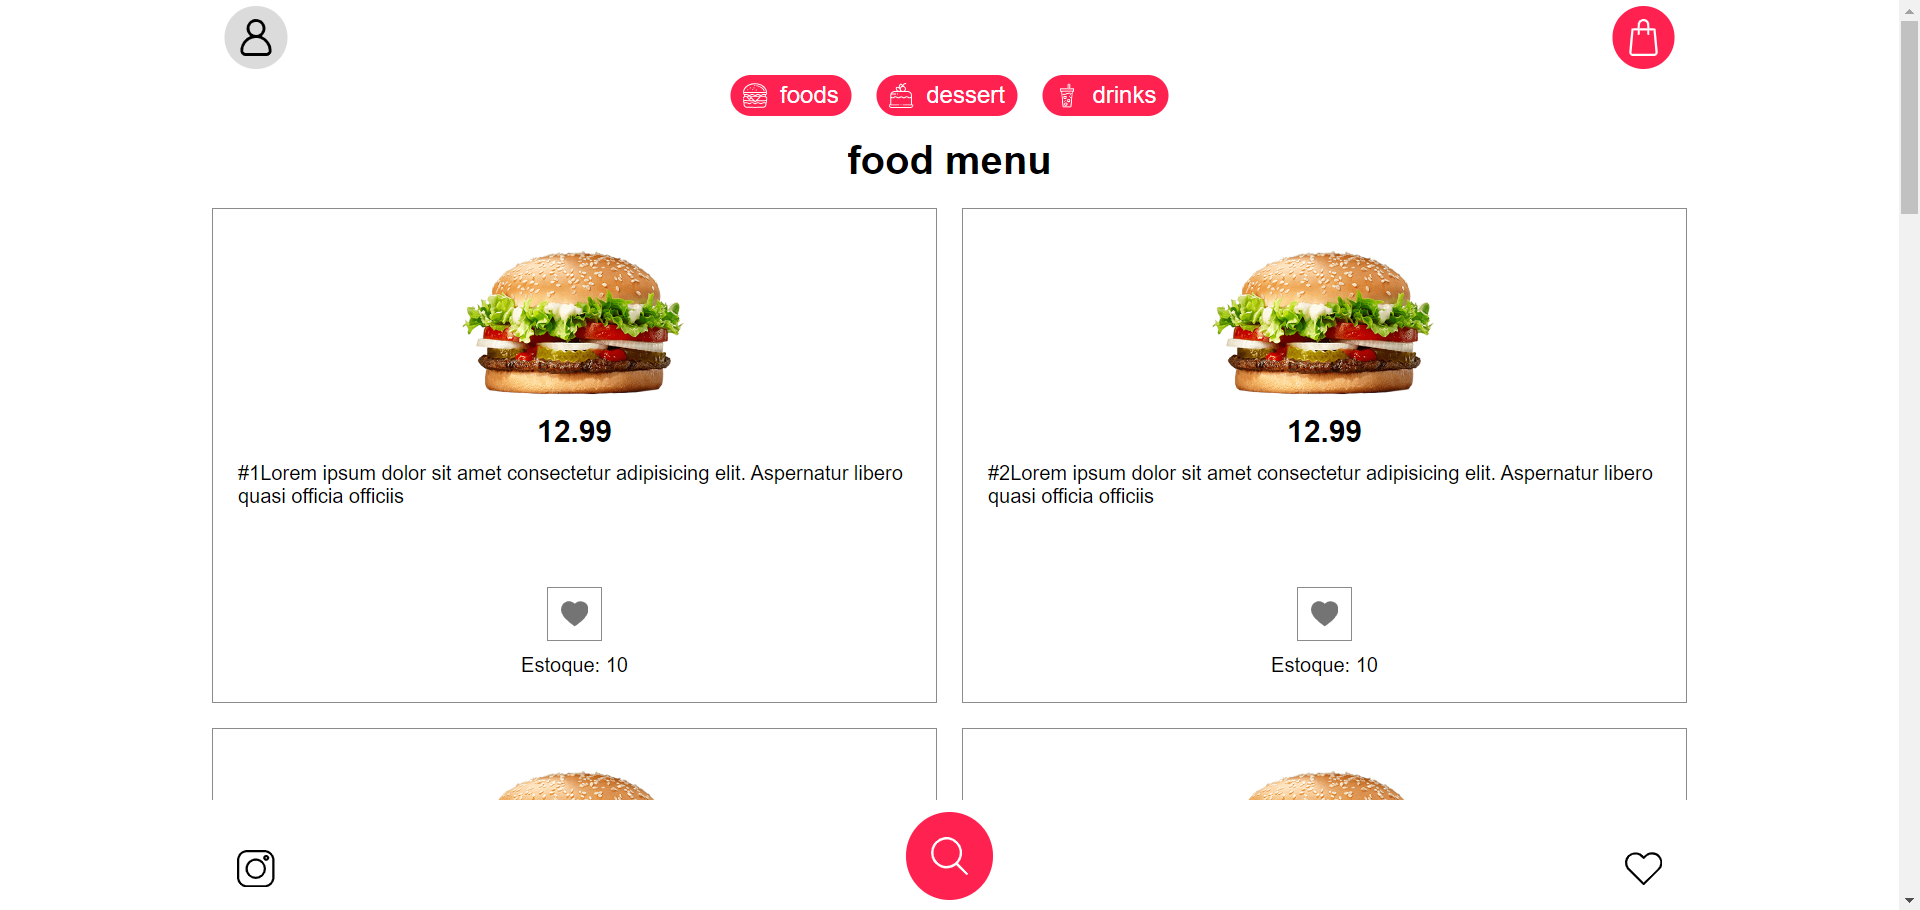 foods
dessert
drinks
food menu
12.99
#1Lorem ipsum dolor sit amet consectetur adipisicing elit. Aspernatur libero
quasi officia officiis
Estoque: 10
12.99
#2Lorem ipsum dolor sit amet consectetur adipisicing elit. Aspernatur libero
quasi officia officiis
Estoque: 10